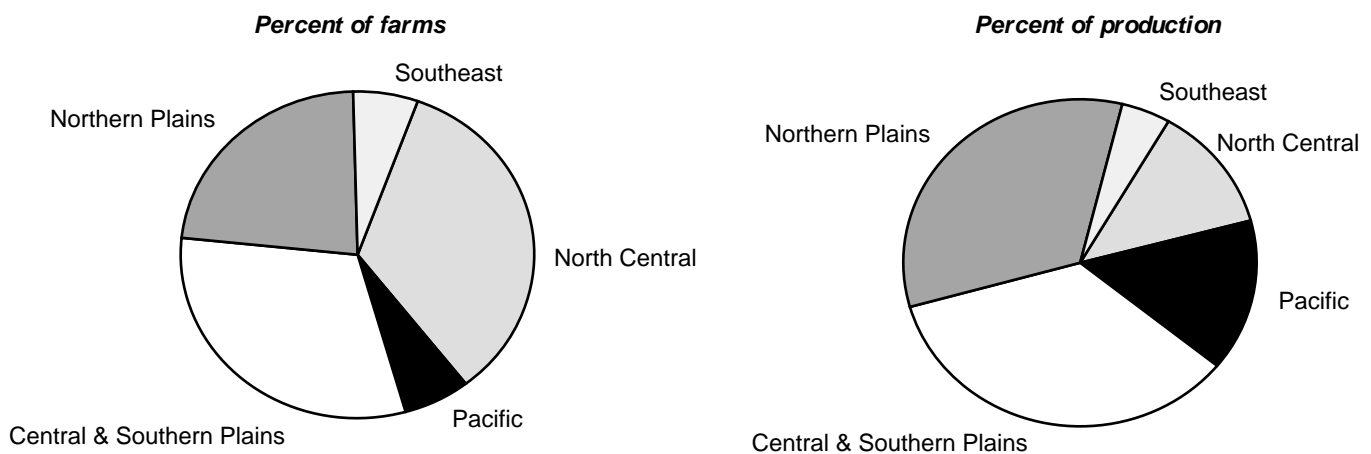 Percent of farms
Southeast
Northern Plains
North Central
Pacific
Central & Southern Plains
Percent of production
Southeast
Northern Plains
North Central
Pacific
Central & Southern Plains